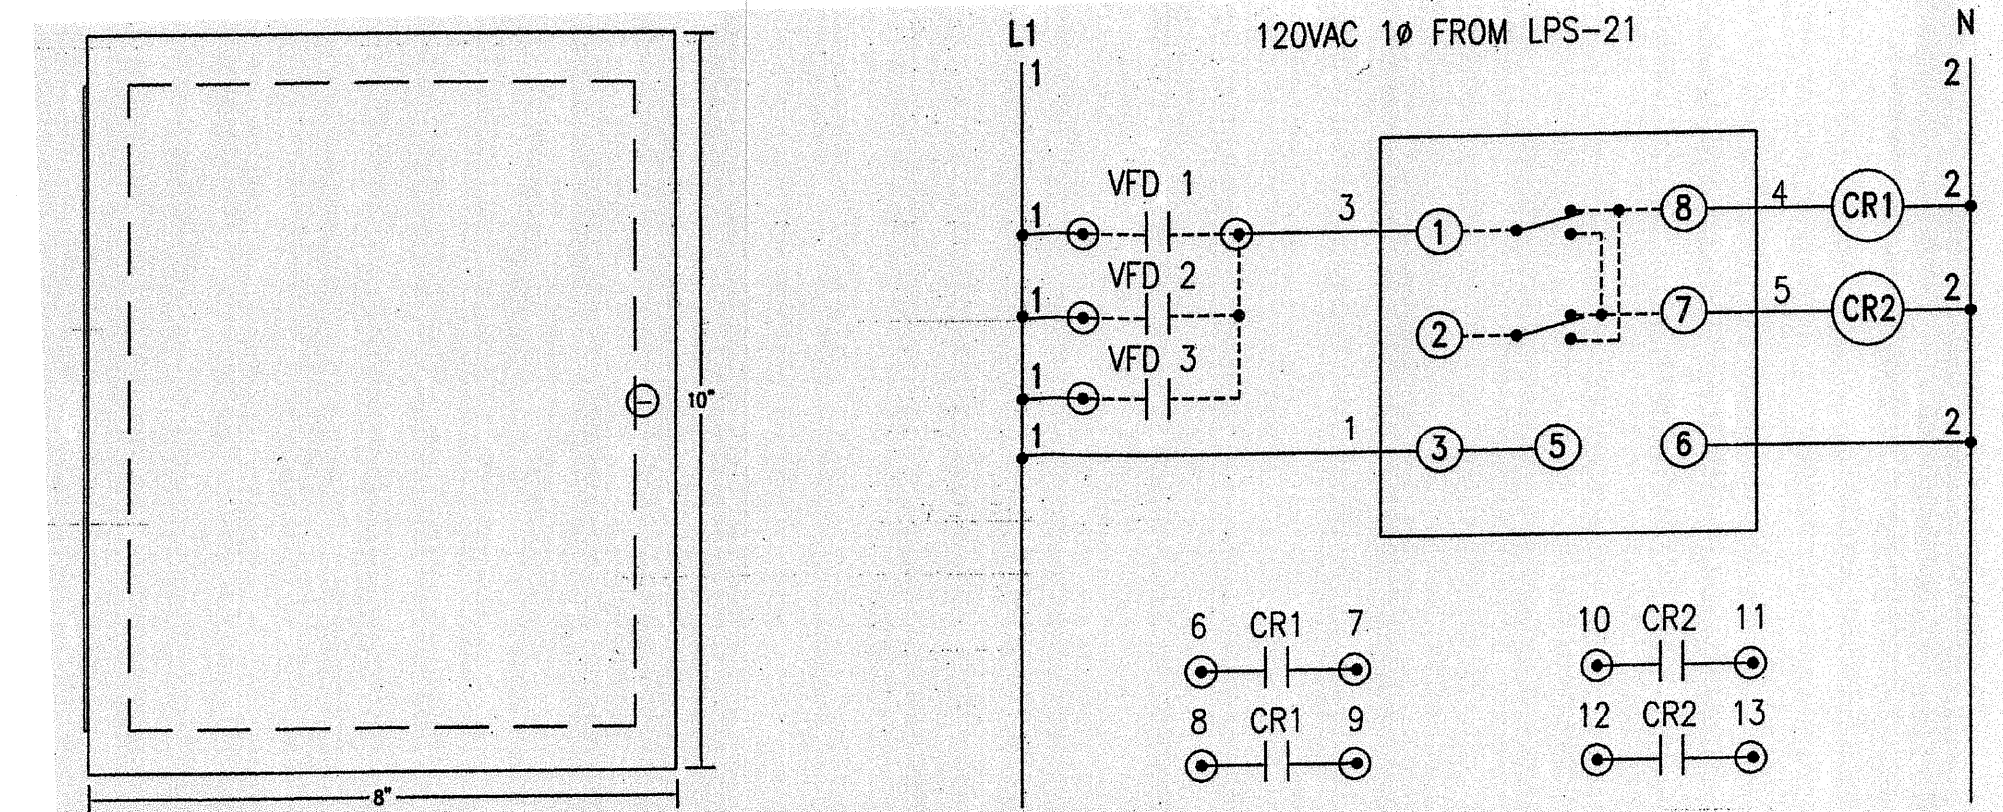 L1 120VAC 1ø FROM LPS-21 N
1 2
VFD 1
1 3 1 8 4 CR1 2
VFD 2
1 2 7 5 CR2 2
VFD 3
1
10"
1 1 3 5 6 2
6 CR1 7 10 CR2 11
8 CR1 9 12 CR2 13
8"